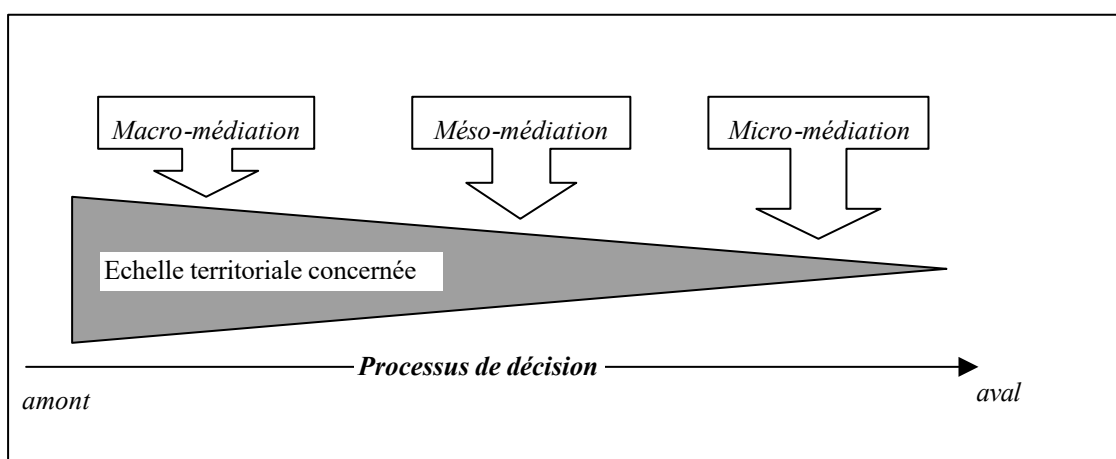 Macro-médiation
Méso-médiation
Micro-médiation
Echelle territoriale concernée
Processus de décision
amont
aval